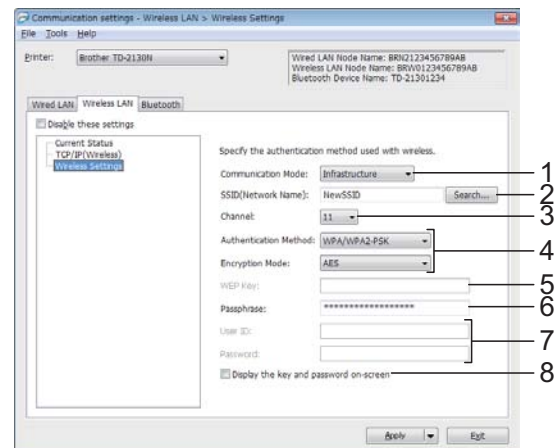 Communication settings - Wireless LAN > Wireless Settings
File Tools Help
Printer: Brother TD-2130N
Wired LAN Node Name: BRN2123456789AB
Wireless LAN Node Name: BRW0123456789AB
Bluetooth Device Name: TD-21301234
Wired LAN Wireless LAN Bluetooth
Disable these settings
Current Status
TCP/IP(Wireless)
Wireless Settings
Specify the authentication method used with wireless.
Communication Mode: Infrastructure 1
SSID(Network Name): NewSSID Search... 2
Channel: 11 3
Authentication Method: WPA/WPA2-PSK 4
Encryption Mode: AES
WEP Key: 5
Passphrase: ****************** 6
User ID: 7
Password:
Display the key and password on-screen 8
Apply Exit